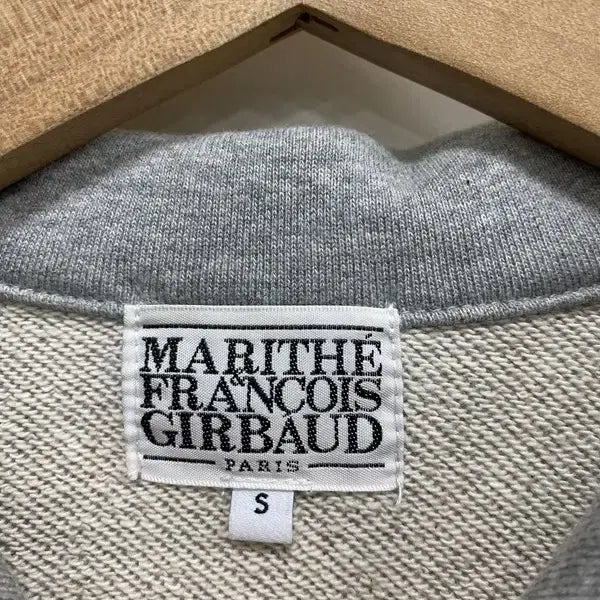 MARITHÉ
&
FRANÇOIS
GIRBAUD
PARIS
S